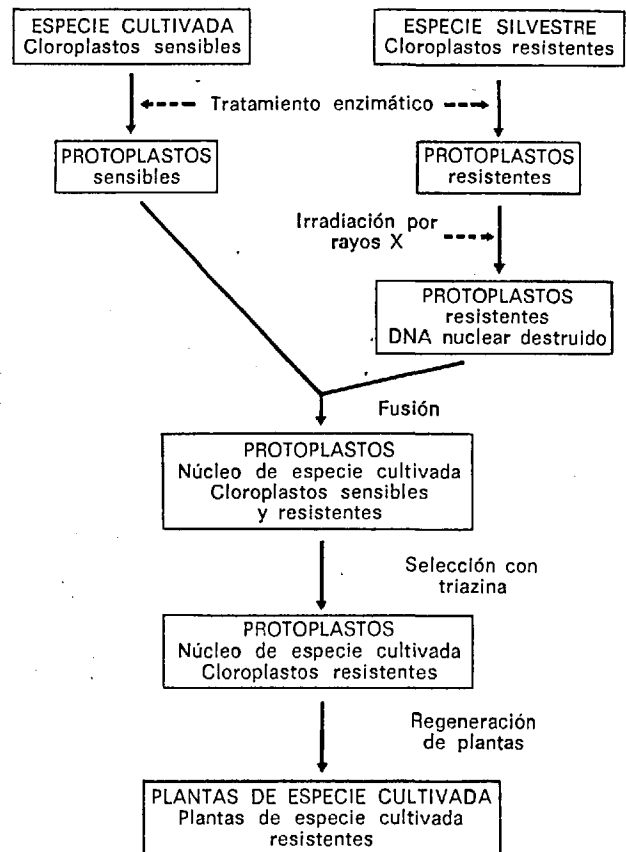 ESPECIE CULTIVADA
Cloroplastos sensibles
ESPECIE SILVESTRE
Cloroplastos resistentes
Tratamiento enzimático
PROTOPLASTOS
sensibles
PROTOPLASTOS
resistentes
Irradiación por
rayos X
PROTOPLASTOS
resistentes
DNA nuclear destruido
Fusión
PROTOPLASTOS
Núcleo de especie cultivada
Cloroplastos sensibles
y resistentes
Selección con
triazina
PROTOPLASTOS
Núcleo de especie cultivada
Cloroplastos resistentes
Regeneración
de plantas
PLANTAS DE ESPECIE CULTIVADA
Plantas de especie cultivada
resistentes